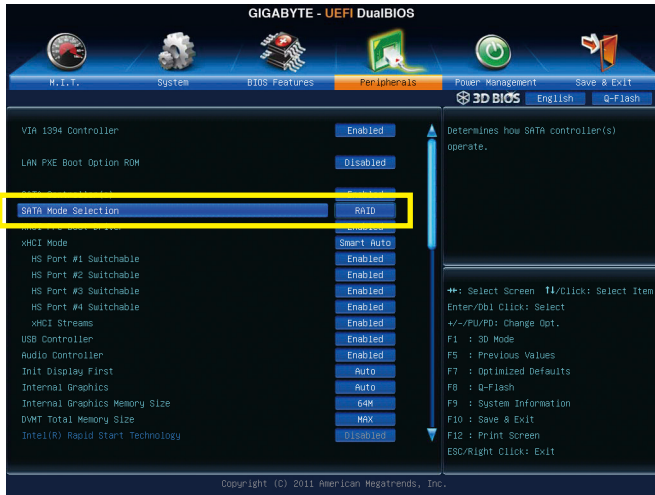 GIGABYTE - UEFI DualBIOS
M.I.T. System BIOS Features Peripherals Power Management Save & Exit
3D BIOS English Q-Flash
VIA 1394 Controller Enabled
LAN PXE Boot Option ROM Disabled
SATA Mode Selection RAID
xHCI Mode Smart Auto
HS Port #1 Switchable Enabled
HS Port #2 Switchable Enabled
HS Port #3 Switchable Enabled
HS Port #4 Switchable Enabled
xHCI Streams Enabled
USB Controller Enabled
Audio Controller Enabled
Init Display First Auto
Internal Graphics Auto
Internal Graphics Memory Size 64M
DVMT Total Memory Size MAX
Intel(R) Rapid Start Technology Disabled
Determines how SATA controller(s)
operate.
→←: Select Screen ↑↓/Click: Select Item
Enter/Dbl Click: Select
+/-/PU/PD: Change Opt.
F1 : 3D Mode
F5 : Previous Values
F7 : Optimized Defaults
F8 : Q-Flash
F9 : System Information
F10 : Save & Exit
F12 : Print Screen
ESC/Right Click: Exit
Copyright (C) 2011 American Megatrends, Inc.